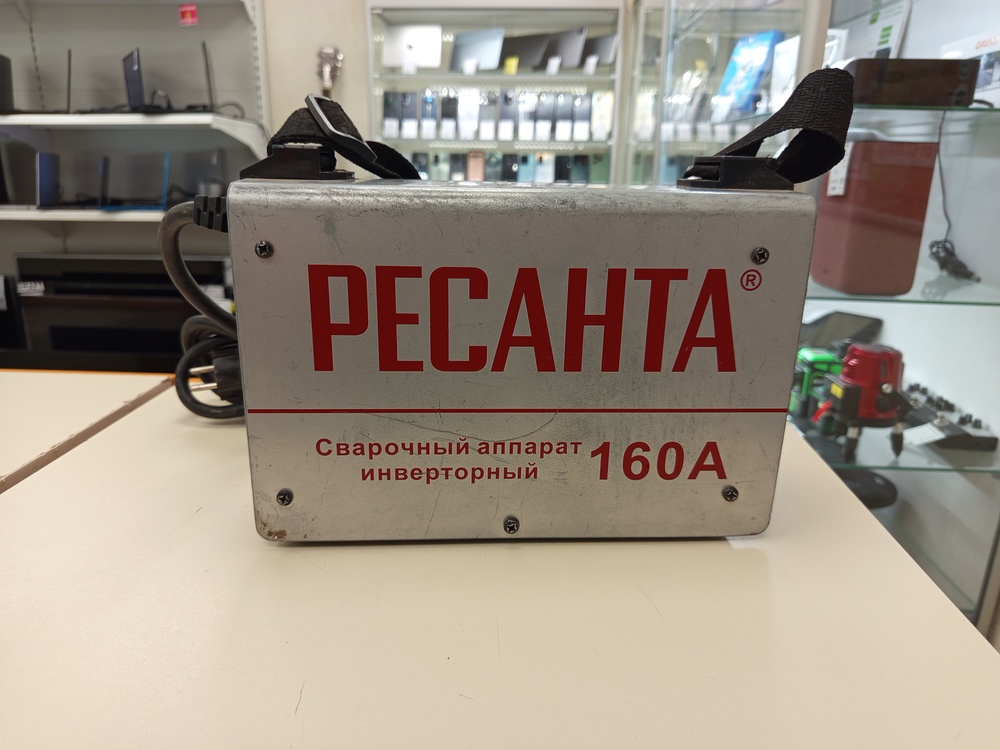 РЕСАНТА®
Сварочный аппарат
инверторный
160А